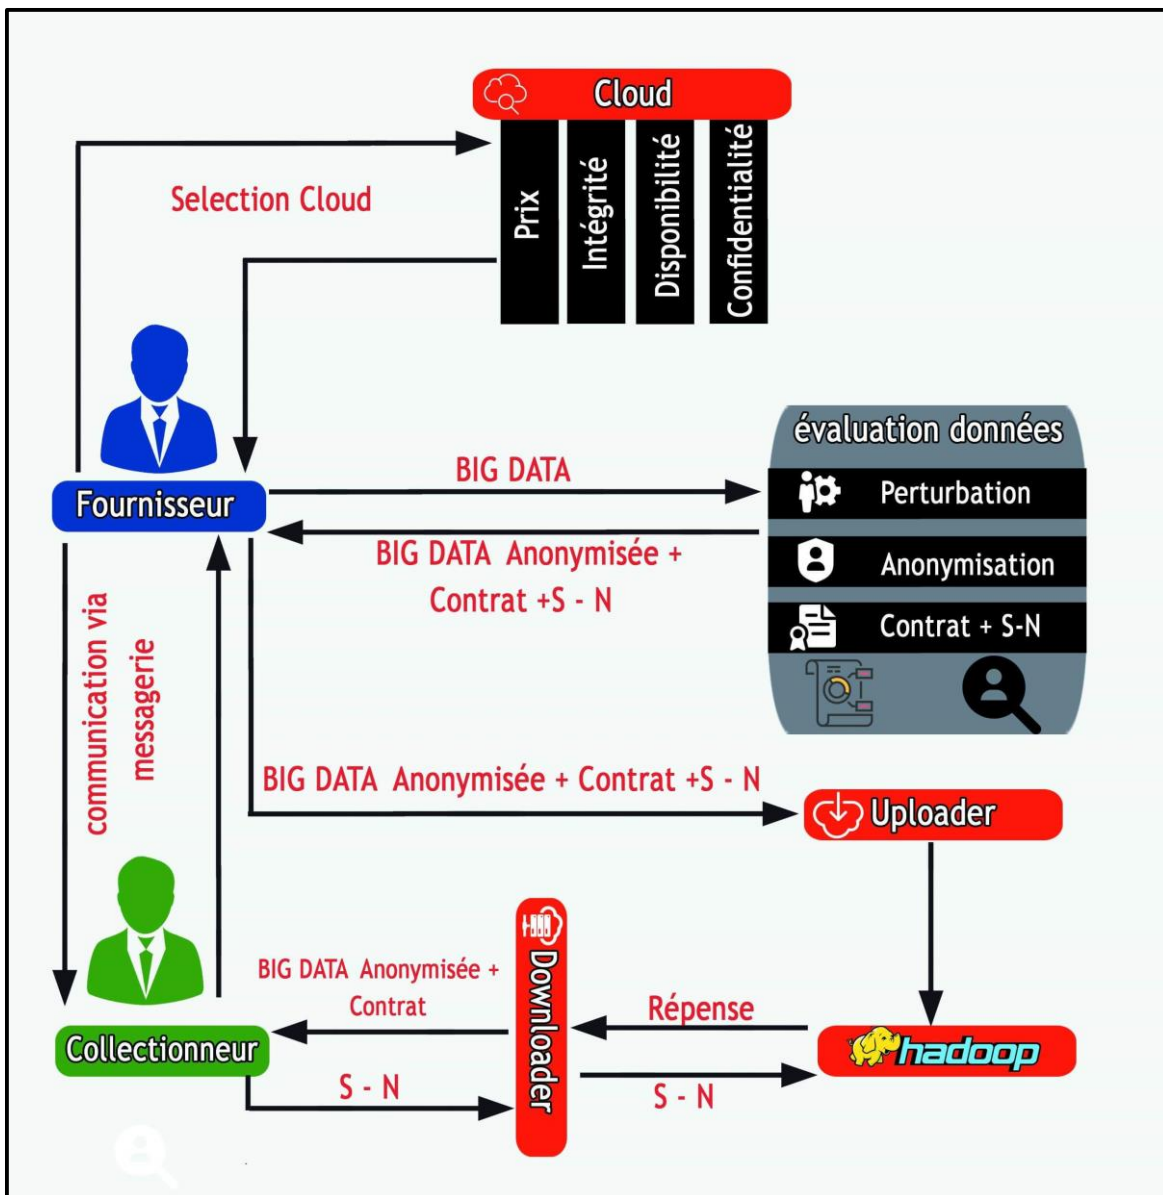 Cloud
Prix
Intégrité
Disponibilité
Confidentialité
Selection Cloud
Fournisseur
BIG DATA
BIG DATA Anonymisée +
Contrat +S - N
évaluation données
Perturbation
Anonymisation
Contrat + S-N
communication via
messagerie
BIG DATA Anonymisée + Contrat +S - N
Uploader
BIG DATA Anonymisée +
Contrat
Downloader
Répense
hadoop
Collectionneur
S - N
S - N